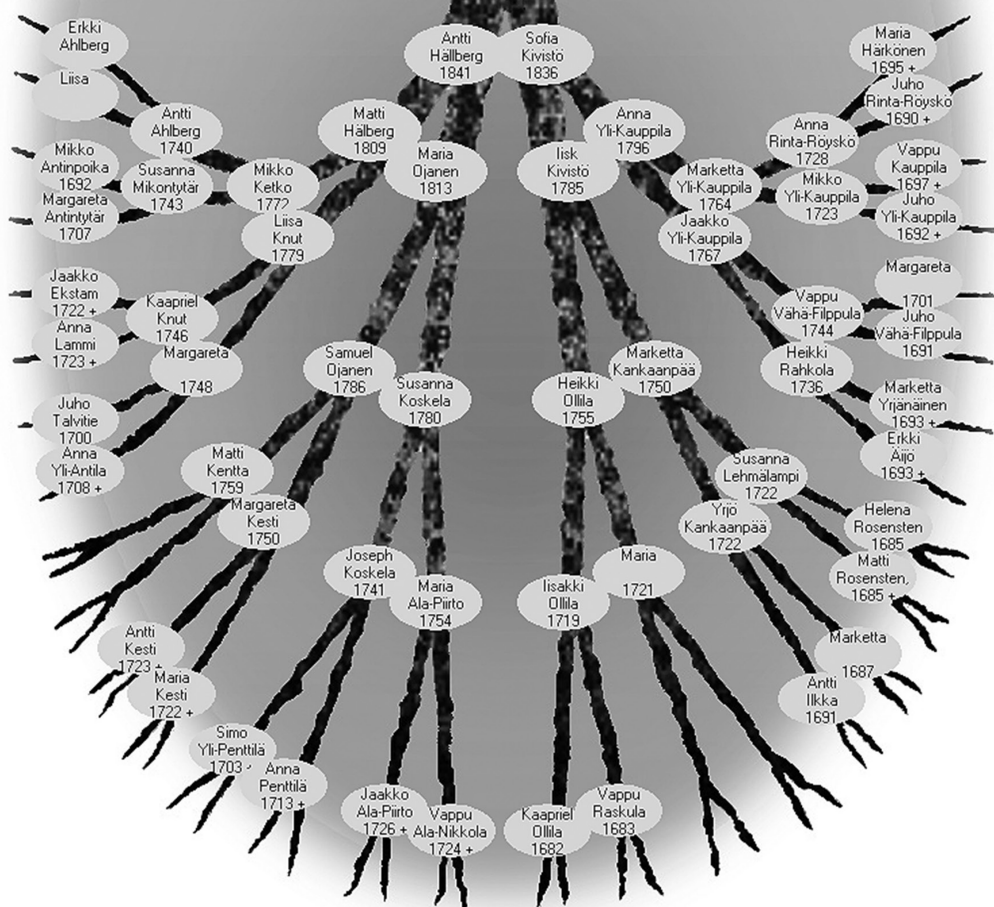 Antti
Hällberg
1841
Sofia
Kivistö
1836
Erkki
Ahlberg
Liisa
Antti
Ahlberg
1740
Mikko
Antinpoika
1692
Margareta
Antintytär
1707
Susanna
Mikontytär
1743
Mikko
Ketko
1772
Liisa
Knut
1779
Matti
Hälberg
1809
Maria
Ojanen
1813
Iisk
Kivistö
1785
Anna
Yli-Kauppila
1796
Marketta
Yli-Kauppila
1764
Jaakko
Yli-Kauppila
1767
Anna
Rinta-Röyskö
1728
Mikko
Yli-Kauppila
1723
Maria
Härkönen
1695 +
Juho
Rinta-Röyskö
1690 +
Vappu
Kauppila
1697 +
Juho
Yli-Kauppila
1692 +
Jaakko
Ekstam
1722 +
Anna
Lammi
1723 +
Kaapriel
Knut
1746
Margareta
1748
Juho
Talvitie
1700
Anna
Yli-Antila
1708 +
Samuel
Ojanen
1786
Susanna
Koskela
1780
Heikki
Ollila
1755
Marketta
Kankaanpää
1750
Vappu
Vähä-Filppula
1744
Heikki
Rahkola
1736
Margareta
1701
Juho
Vähä-Filppula
1691
Marketta
Yrjänäinen
1693 +
Erkki
Äijö
1693 +
Matti
Kentta
1759
Margareta
Kesti
1750
Susanna
Lehmälampi
1722
Yrjö
Kankaanpää
1722
Helena
Rosensten
1685
Matti
Rosensten,
1685 +
Joseph
Koskela
1741
Maria
Ala-Piirto
1754
Iisakki
Ollila
1719
Maria
1721
Antti
Kesti
1723 +
Maria
Kesti
1722 +
Marketta
1687
Antti
Ilkka
1691
Simo
Yli-Penttilä
1703
Anna
Penttilä
1713 +
Jaakko
Ala-Piirto
1726 +
Vappu
Ala-Nikkola
1724 +
Kaapriel
Ollila
1682
Vappu
Raskula
1683